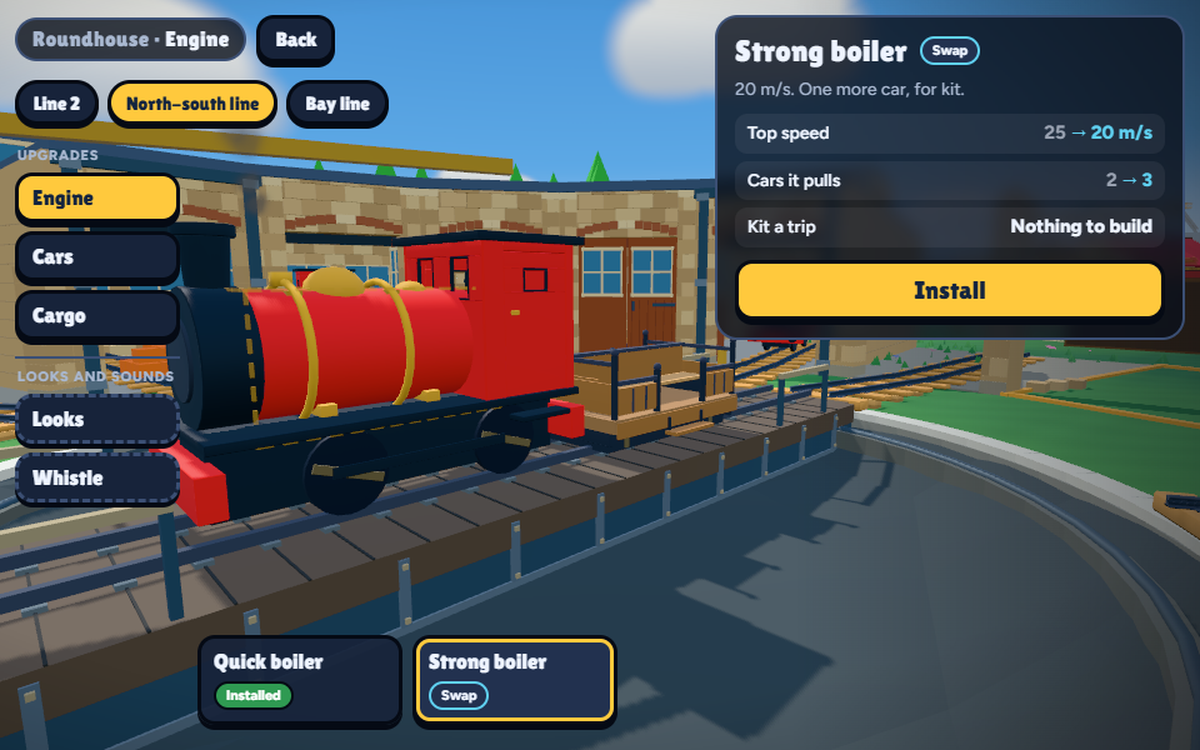 Roundhouse · Engine
Back
Line 2
North–south line
Bay line
UPGRADES
Engine
Cars
Cargo
LOOKS AND SOUNDS
Looks
Whistle
Strong boiler
Swap
20 m/s. One more car, for kit.
Top speed
25 → 20 m/s
Cars it pulls
2 → 3
Kit a trip
Nothing to build
Install
Quick boiler
Installed
Strong boiler
Swap